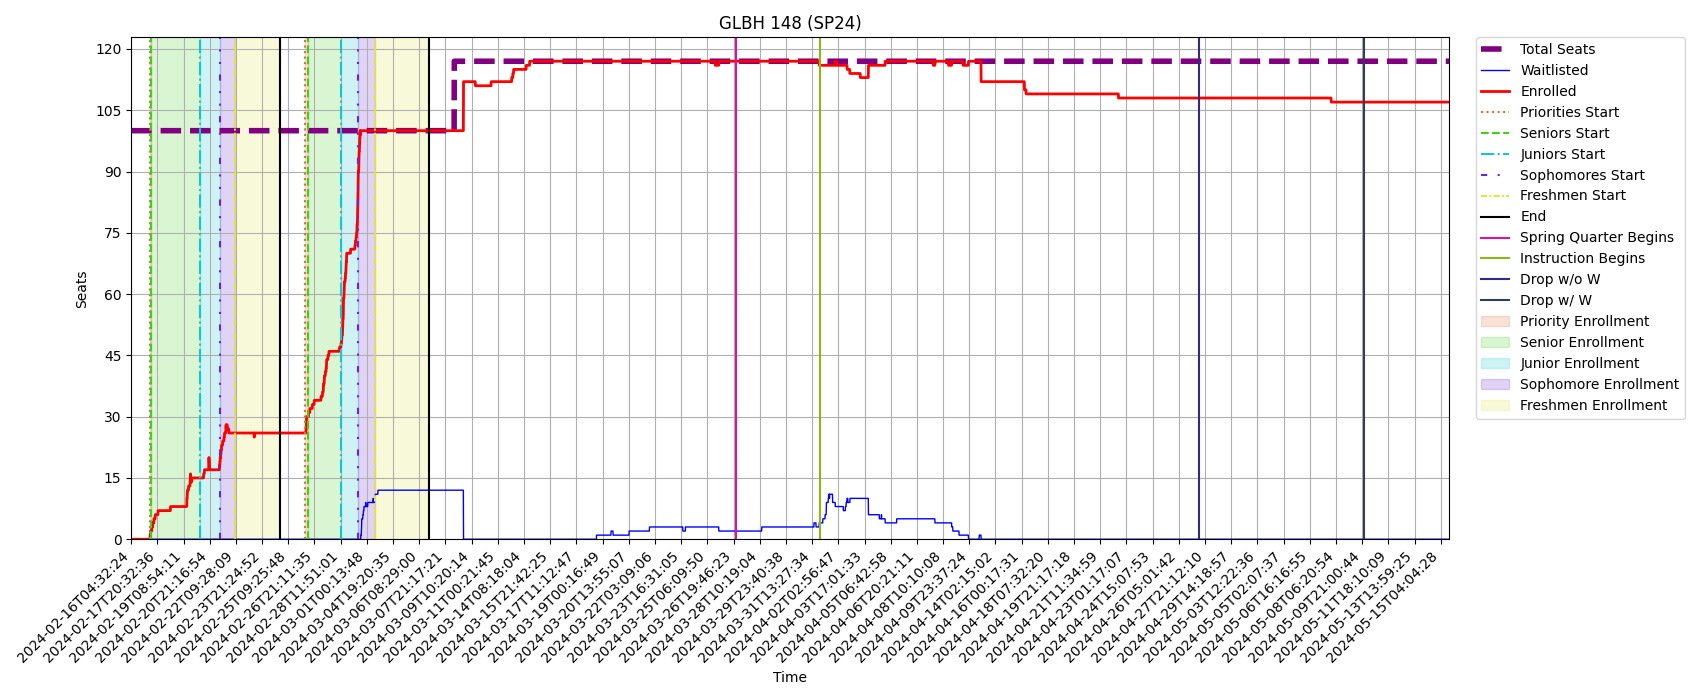 GLBH 148 (SP24)
120
105
90
75
60
45
30
15
0
Seats
2024-02-16T04:32:24
2024-02-17T20:32:36
2024-02-19T08:54:11
2024-02-20T21:16:54
2024-02-22T09:28:09
2024-02-23T21:24:52
2024-02-25T09:25:48
2024-02-26T21:11:35
2024-02-28T11:51:01
2024-03-01T00:13:48
2024-03-04T19:20:35
2024-03-06T08:29:00
2024-03-07T21:17:21
2024-03-09T10:20:14
2024-03-11T00:21:45
2024-03-14T08:18:04
2024-03-15T21:42:25
2024-03-17T11:12:47
2024-03-19T00:16:49
2024-03-20T13:55:07
2024-03-22T03:09:06
2024-03-23T16:31:05
2024-03-25T06:09:50
2024-03-26T19:46:23
2024-03-28T10:19:04
2024-03-29T23:40:38
2024-03-31T13:27:34
2024-04-02T02:56:47
2024-04-03T17:01:33
2024-04-05T06:42:58
2024-04-06T20:21:11
2024-04-08T10:10:08
2024-04-09T23:37:24
2024-04-14T02:15:02
2024-04-16T00:17:31
2024-04-18T07:32:20
2024-04-19T21:17:18
2024-04-21T11:34:59
2024-04-23T01:17:07
2024-04-24T15:07:53
2024-04-26T05:01:42
2024-04-27T21:12:10
2024-04-29T14:18:57
2024-05-03T12:22:36
2024-05-05T02:07:37
2024-05-06T16:16:55
2024-05-08T06:20:54
2024-05-09T21:00:44
2024-05-11T18:10:09
2024-05-13T13:59:25
2024-05-15T04:04:28
Time
Total Seats
Waitlisted
Enrolled
Priorities Start
Seniors Start
Juniors Start
Sophomores Start
Freshmen Start
End
Spring Quarter Begins
Instruction Begins
Drop w/o W
Drop w/ W
Priority Enrollment
Senior Enrollment
Junior Enrollment
Sophomore Enrollment
Freshmen Enrollment